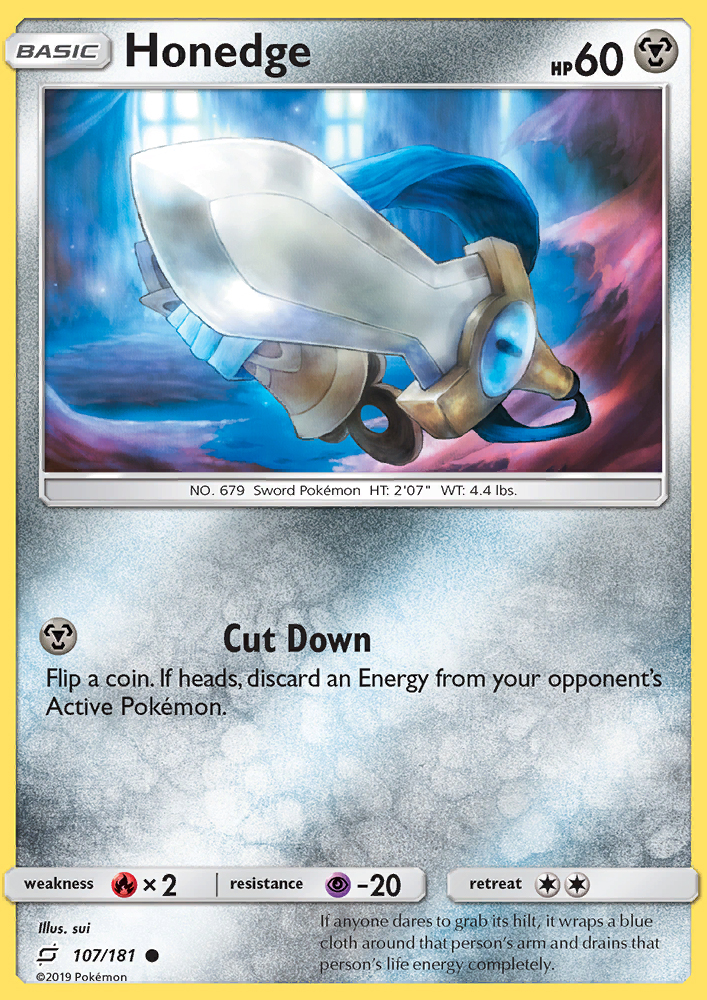 BASIC
Honedge
HP60
NO. 679 Sword Pokémon HT: 2'07" WT: 4.4 lbs.
Cut Down
Flip a coin. If heads, discard an Energy from your opponent's
Active Pokémon.
weakness ×2 resistance -20 retreat
Illus. sui
107/181
©2019 Pokémon
If anyone dares to grab its hilt, it wraps a blue
cloth around that person's arm and drains that
person's life energy completely.